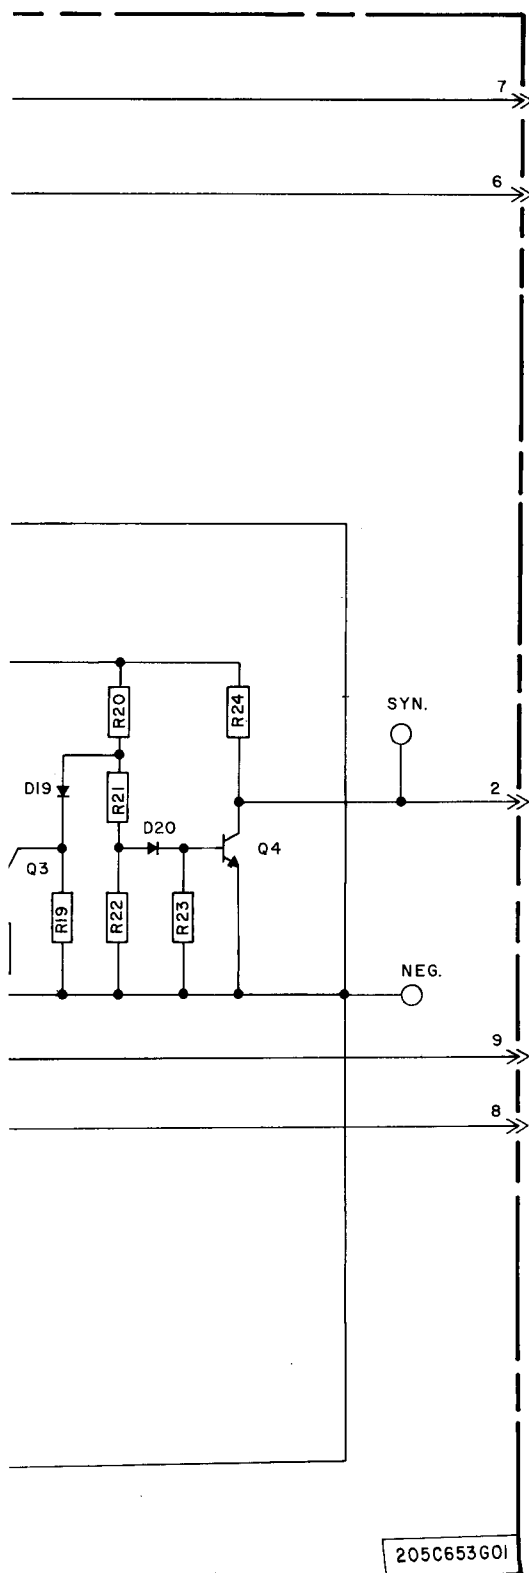 7
6
R20
R24
SYN.
D19
R21
2
D20
Q3
Q4
R19
R22
R23
NEG.
9
8
205C653G01